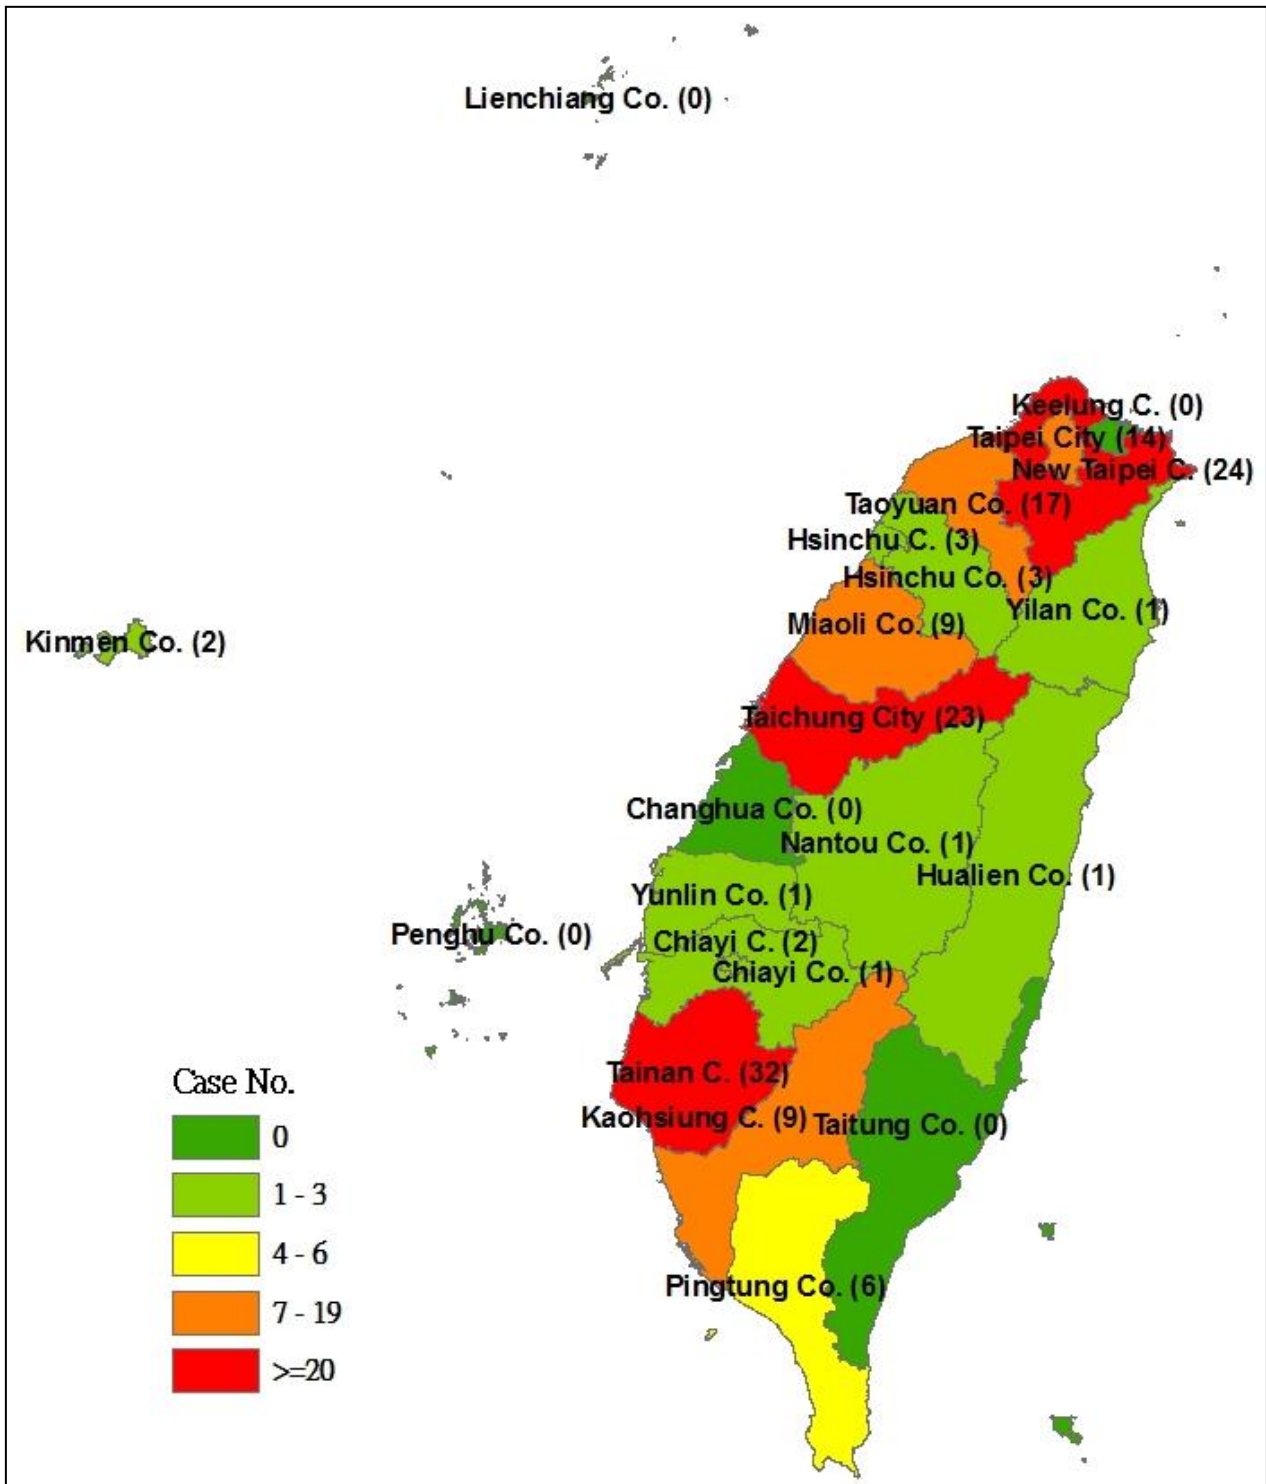 Lienchiang Co. (0)
Keelung C. (0)
Taipei City (14)
New Taipei C. (24)
Taoyuan Co. (17)
Hsinchu C. (3)
Hsinchu Co. (3)
Yilan Co. (1)
Miaoli Co. (9)
Kinmen Co. (2)
Taichung City (23)
Changhua Co. (0)
Nantou Co. (1)
Hualien Co. (1)
Yunlin Co. (1)
Penghu Co. (0)
Chiayi C. (2)
Chiayi Co. (1)
Tainan C. (32)
Kaohsiung C. (9)
Taitung Co. (0)
Pingtung Co. (6)
Case No.
0
1 - 3
4 - 6
7 - 19
>=20